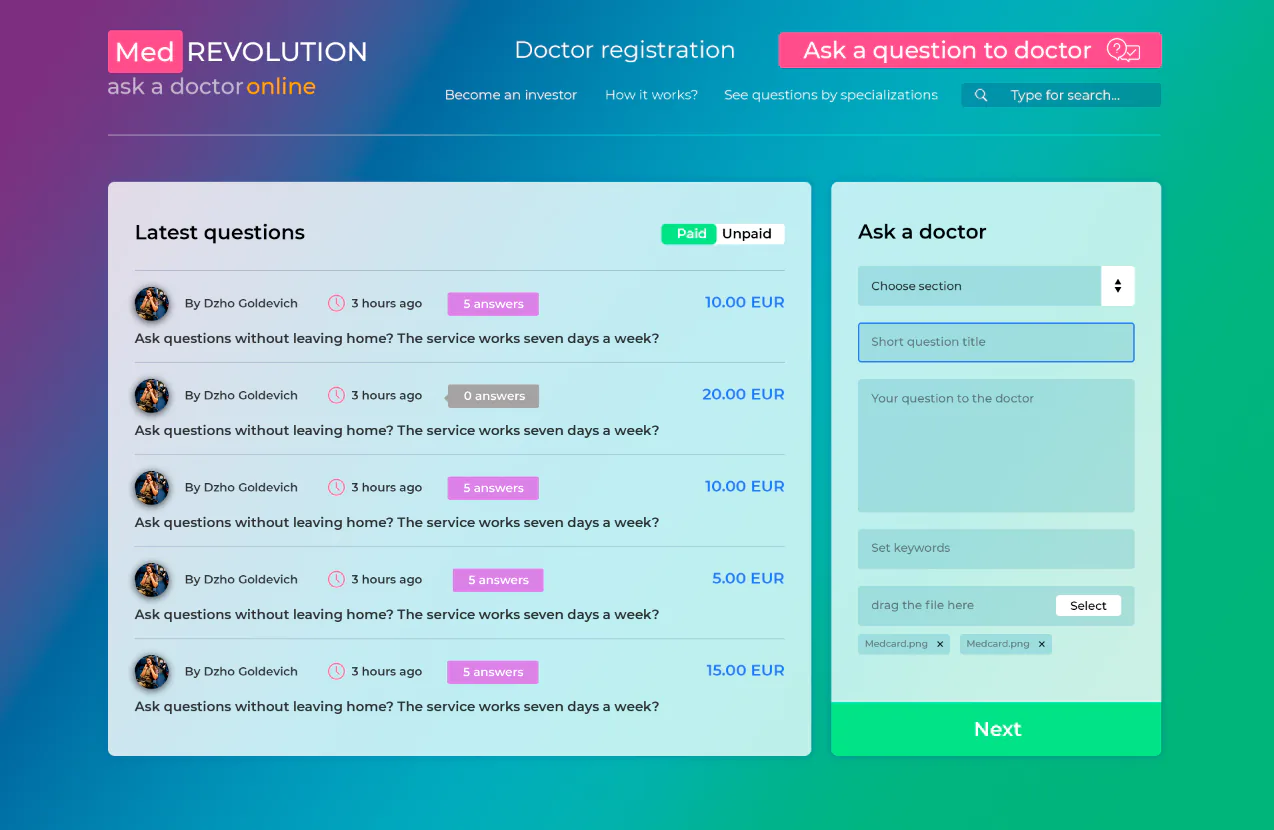 Med REVOLUTION
ask a doctor online
Doctor registration
Ask a question to doctor
Become an investor
How it works?
See questions by specializations
Type for search...
Latest questions
Paid Unpaid
By Dzho Goldevich 3 hours ago 5 answers 10.00 EUR
Ask questions without leaving home? The service works seven days a week?
By Dzho Goldevich 3 hours ago 0 answers 20.00 EUR
Ask questions without leaving home? The service works seven days a week?
By Dzho Goldevich 3 hours ago 5 answers 10.00 EUR
Ask questions without leaving home? The service works seven days a week?
By Dzho Goldevich 3 hours ago 5 answers 5.00 EUR
Ask questions without leaving home? The service works seven days a week?
By Dzho Goldevich 3 hours ago 5 answers 15.00 EUR
Ask questions without leaving home? The service works seven days a week?
Ask a doctor
Choose section
Short question title
Your question to the doctor
Set keywords
drag the file here Select
Medcard.png × Medcard.png ×
Next